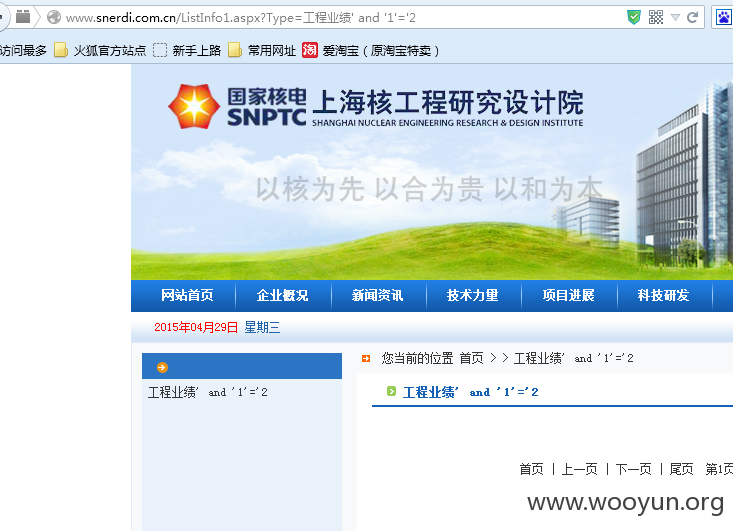 www.snerdi.com.cn/ListInfo1.aspx?Type=工程业绩' and '1'='2
访问最多 火狐官方站点 新手上路 常用网址 淘 爱淘宝（原淘宝特卖）
国家核电 上海核工程研究设计院
SNPTC SHANGHAI NUCLEAR ENGINEERING RESEARCH & DESIGN INSTITUTE
以核为先 以合为贵 以和为本
网站首页 企业概况 新闻资讯 技术力量 项目进展 科技研发
2015年04月29日 星期三
您当前的位置 首页 > > 工程业绩' and '1'='2
工程业绩' and '1'='2
工程业绩' and '1'='2
首页 | 上一页 | 下一页 | 尾页 第1页
www.wooyun.org